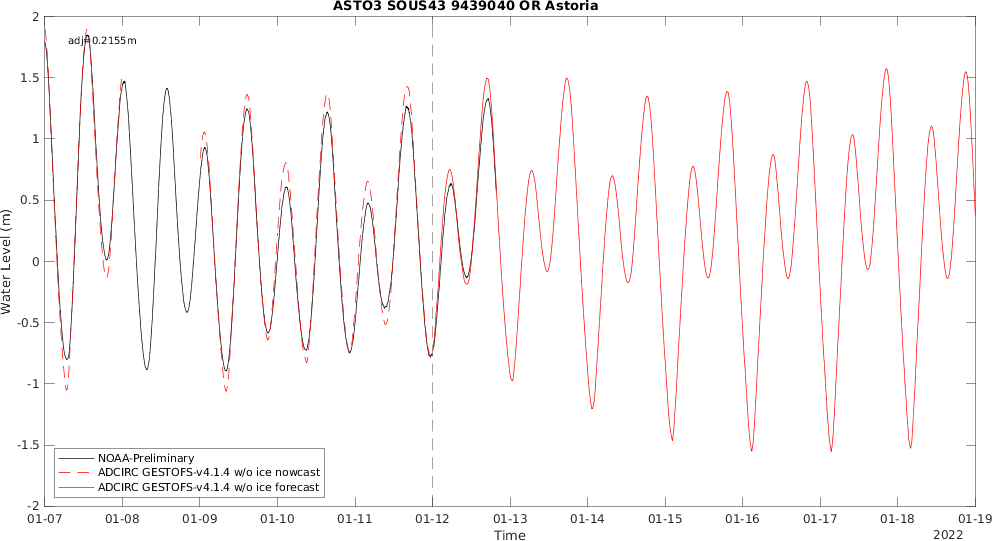 ASTO3 SOUS43 9439040 OR Astoria
adj=0.2155m
2
1.5
1
0.5
0
-0.5
-1
-1.5
-2
Water Level (m)
NOAA-Preliminary
ADCIRC GESTOFS-v4.1.4 w/o ice nowcast
ADCIRC GESTOFS-v4.1.4 w/o ice forecast
01-07 01-08 01-09 01-10 01-11 01-12 01-13 01-14 01-15 01-16 01-17 01-18 01-19
Time
2022